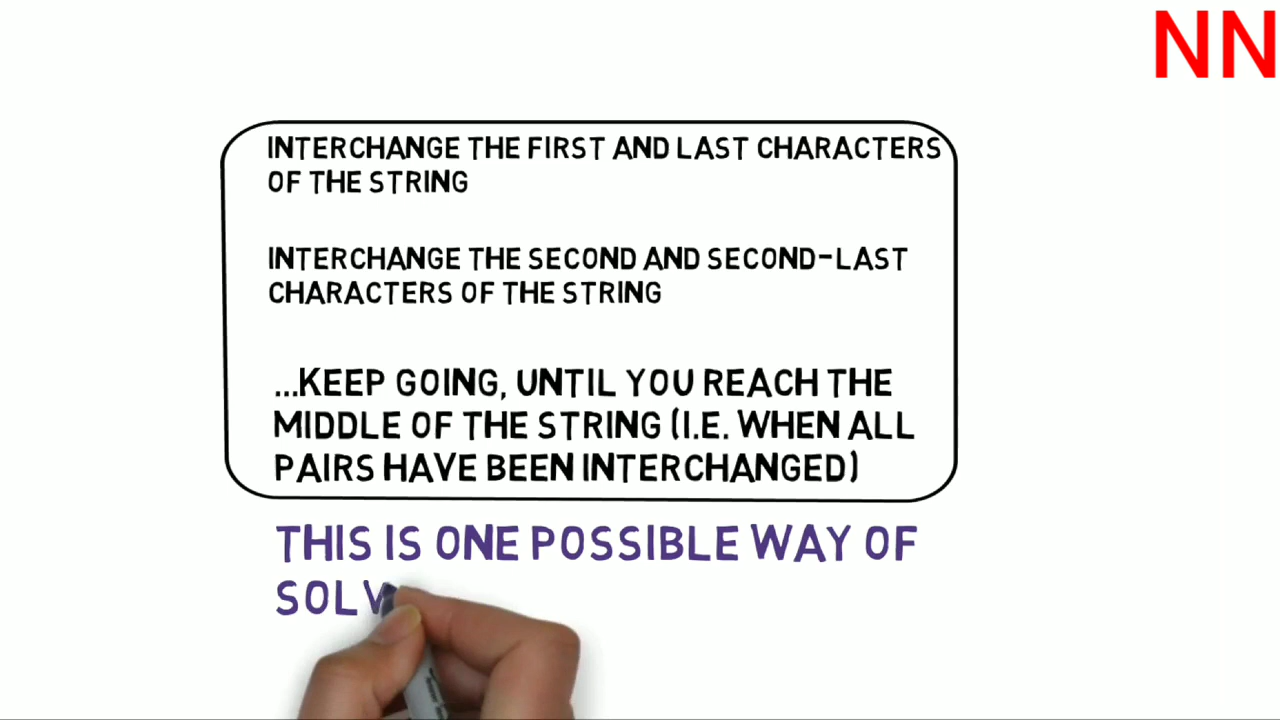 NN
INTERCHANGE THE FIRST AND LAST CHARACTERS
OF THE STRING
INTERCHANGE THE SECOND AND SECOND-LAST
CHARACTERS OF THE STRING
...KEEP GOING, UNTIL YOU REACH THE
MIDDLE OF THE STRING (I.E. WHEN ALL
PAIRS HAVE BEEN INTERCHANGED)
THIS IS ONE POSSIBLE WAY OF
SOLV